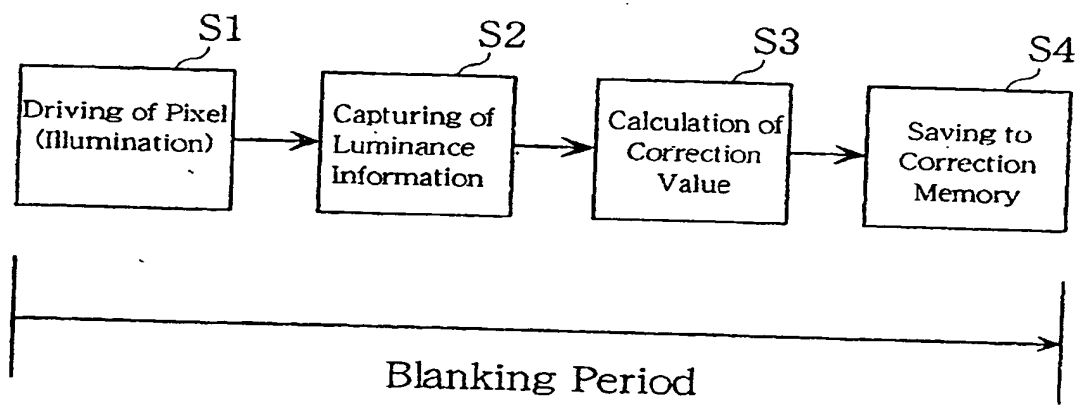 S1
Driving of Pixel
(Illumination)
S2
Capturing of
Luminance
Information
S3
Calculation of
Correction
Value
S4
Saving to
Correction
Memory
Blanking Period